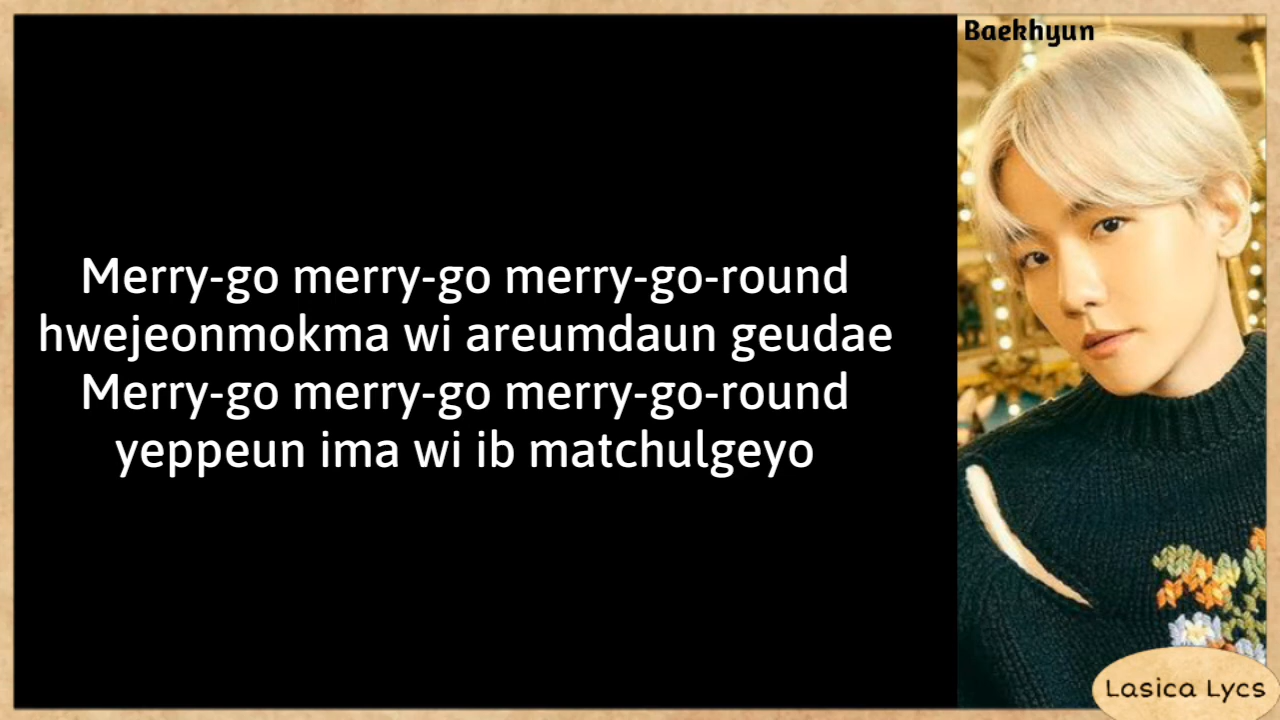 Baekhyun
Merry-go merry-go merry-go-round
hwejeonmokma wi areumdaun geudae
Merry-go merry-go merry-go-round
yeppeun ima wi ib matchulgeyo
Lasica Lycs